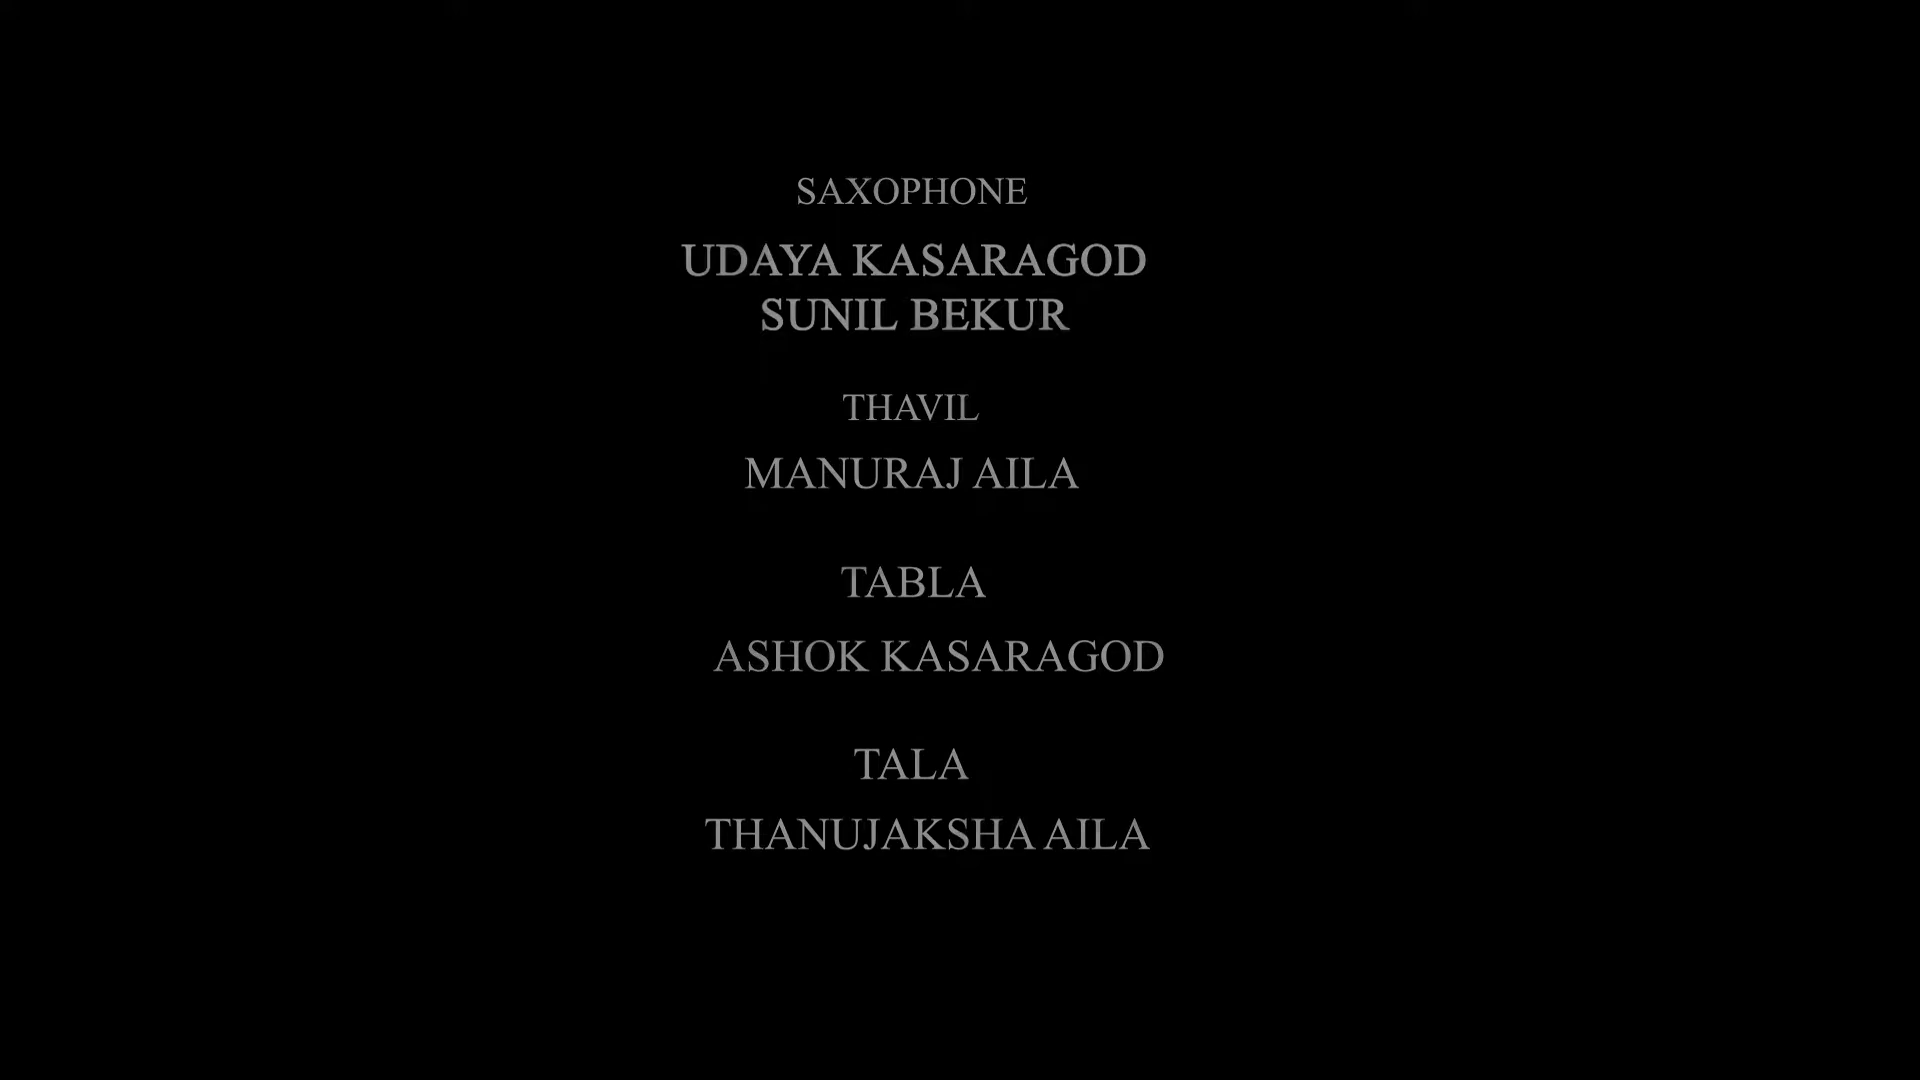 SAXOPHONE
UDAYA KASARAGOD
SUNIL BEKUR
THAVIL
MANURAJ AILA
TABLA
ASHOK KASARAGOD
TALA
THANUJAKSHA AILA